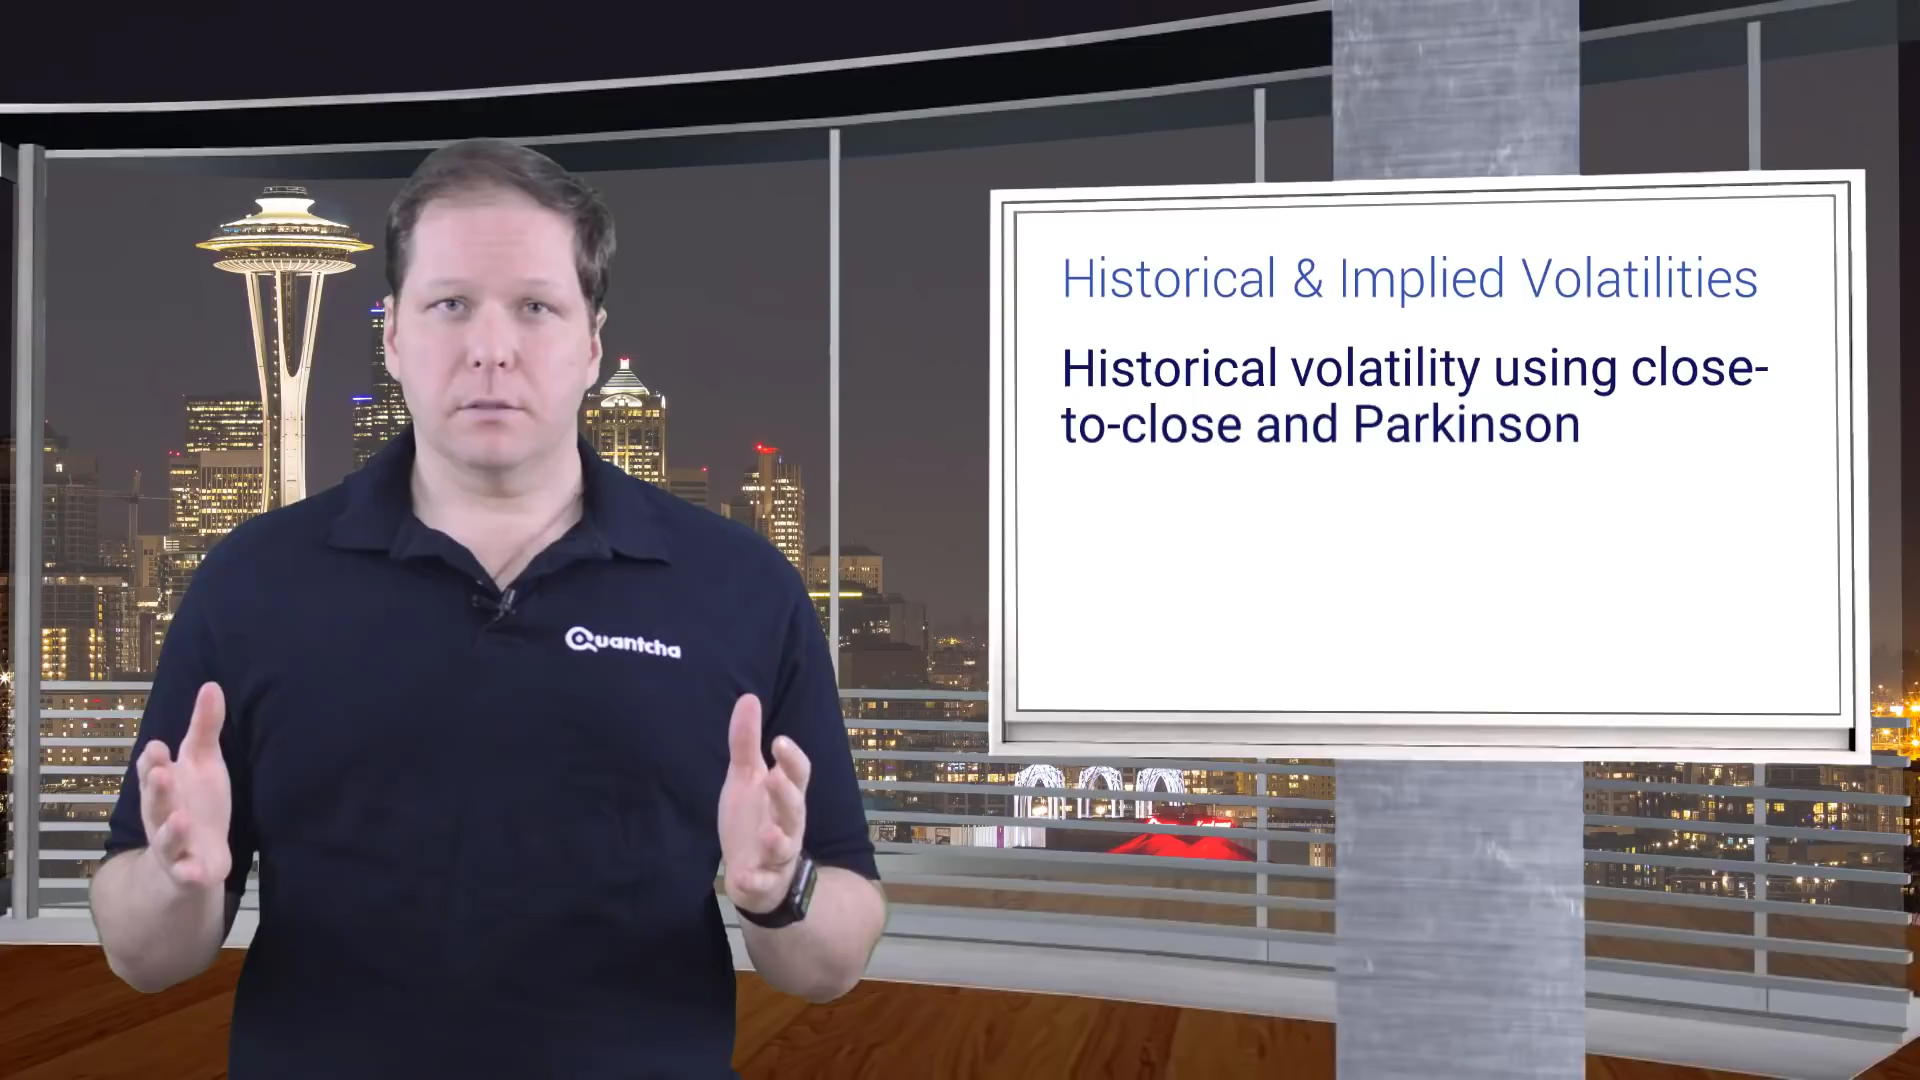 Historical & Implied Volatilities
Historical volatility using close-
to-close and Parkinson
Quantcha